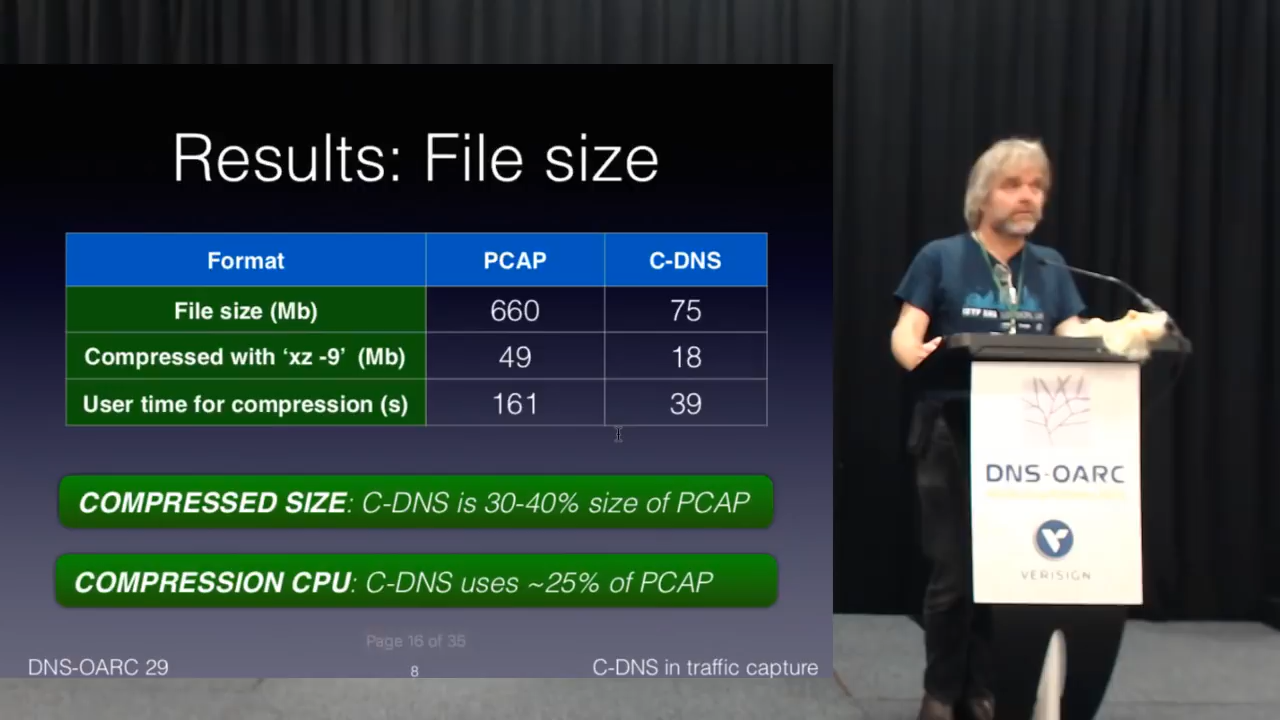 Results: File size
Format PCAP C-DNS
File size (Mb) 660 75
Compressed with ‘xz -9’ (Mb) 49 18
User time for compression (s) 161 39
COMPRESSED SIZE: C-DNS is 30-40% size of PCAP
COMPRESSION CPU: C-DNS uses ~25% of PCAP
Page 16 of 35
DNS-OARC 29 8 C-DNS in traffic capture
DNS-OARC
VERISIGN